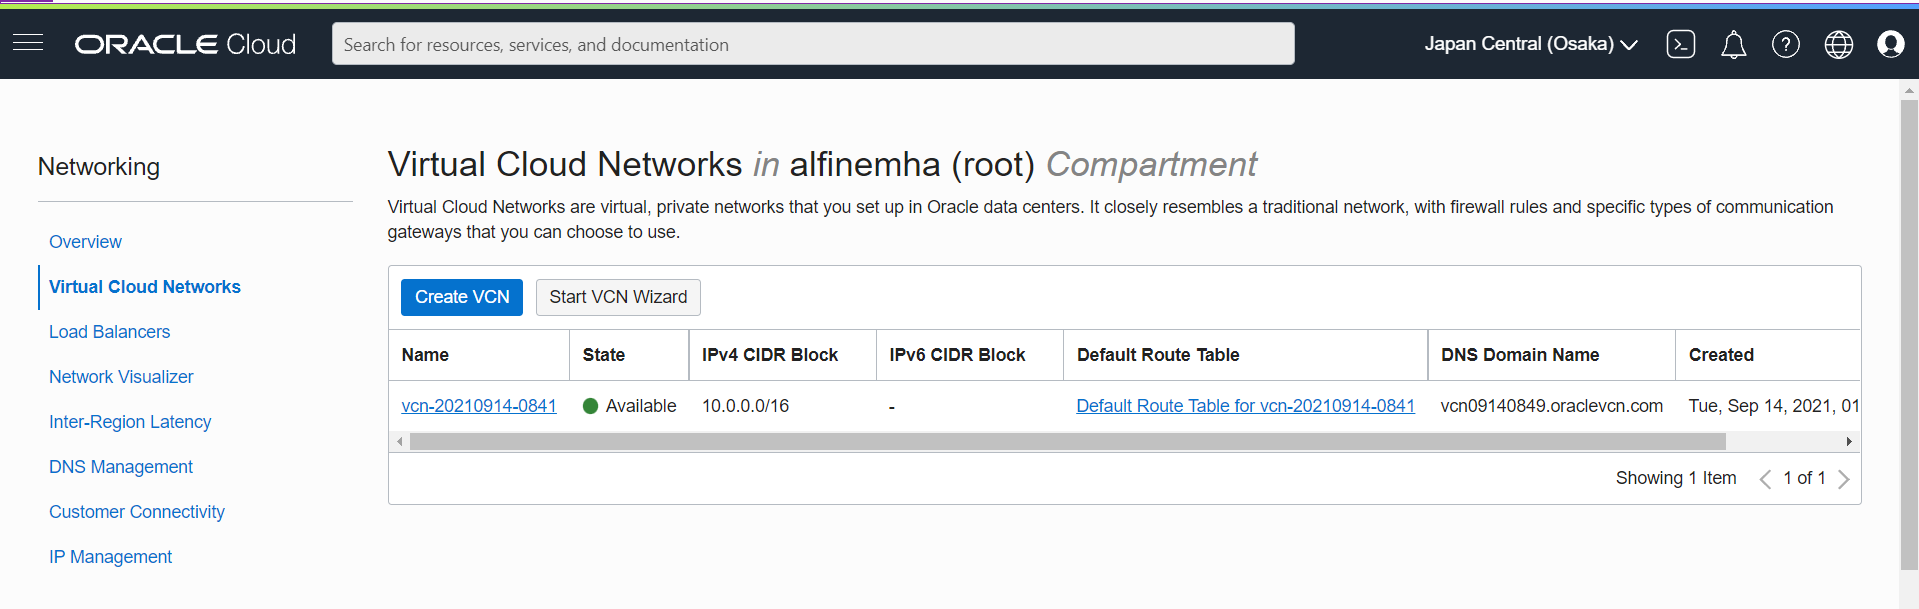 ORACLE Cloud
Search for resources, services, and documentation
Japan Central (Osaka)
Networking
Overview
Virtual Cloud Networks
Load Balancers
Network Visualizer
Inter-Region Latency
DNS Management
Customer Connectivity
IP Management
Virtual Cloud Networks in alfinemha (root) Compartment
Virtual Cloud Networks are virtual, private networks that you set up in Oracle data centers. It closely resembles a traditional network, with firewall rules and specific types of communication
gateways that you can choose to use.
Create VCN Start VCN Wizard
Name State IPv4 CIDR Block IPv6 CIDR Block Default Route Table DNS Domain Name Created
vcn-20210914-0841 Available 10.0.0.0/16 - Default Route Table for vcn-20210914-0841 vcn09140849.oraclevcn.com Tue, Sep 14, 2021, 01
Showing 1 Item 1 of 1